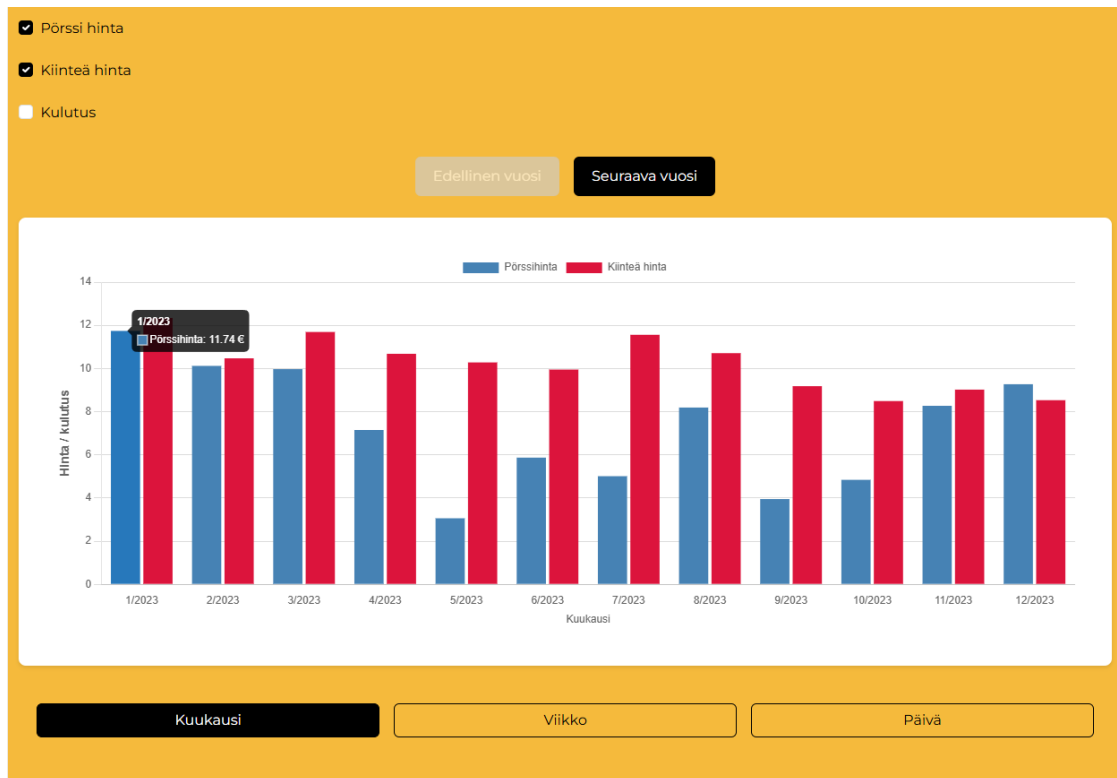 Pörssi hinta
Kiinteä hinta
Kulutus
Edellinen vuosi Seuraava vuosi
Pörssihinta Kiinteä hinta
14
12
10
8
6
4
2
0
Hinta / kulutus
1/2023
Pörssihinta: 11.74 €
1/2023 2/2023 3/2023 4/2023 5/2023 6/2023 7/2023 8/2023 9/2023 10/2023 11/2023 12/2023
Kuukausi
Kuukausi Viikko Päivä